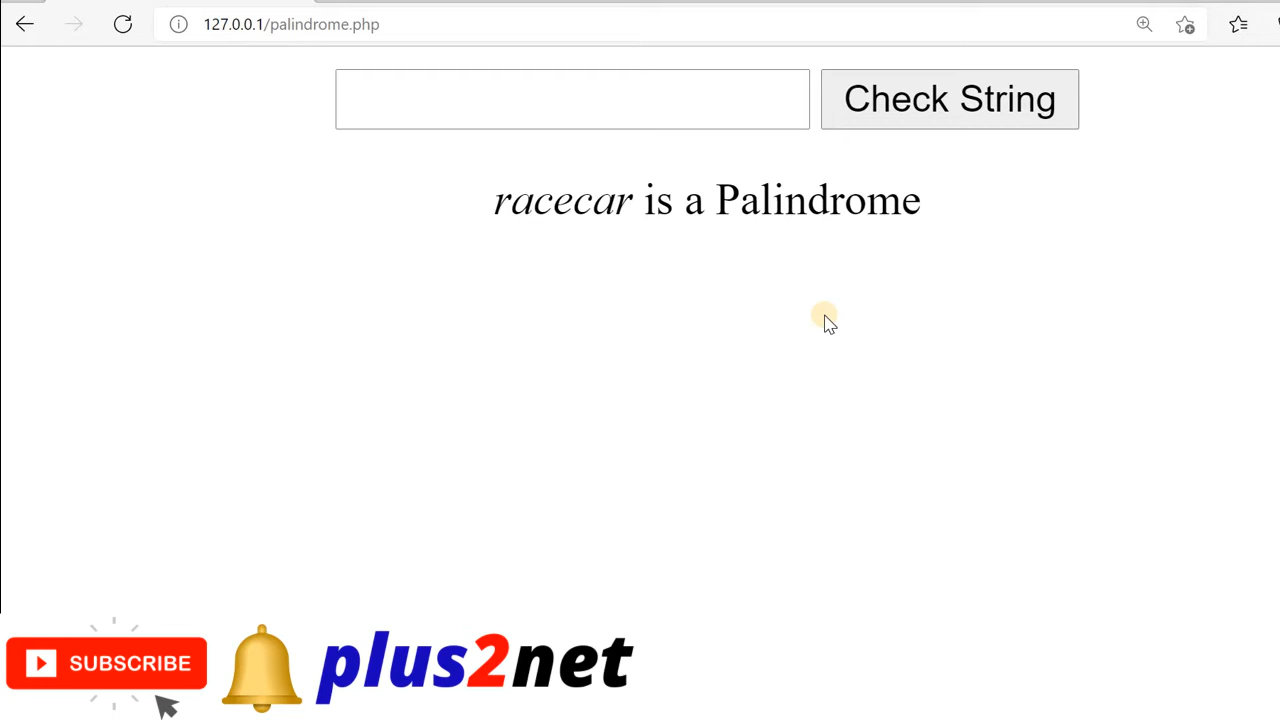 127.0.0.1/palindrome.php
Check String
racecar is a Palindrome
SUBSCRIBE
plus2net